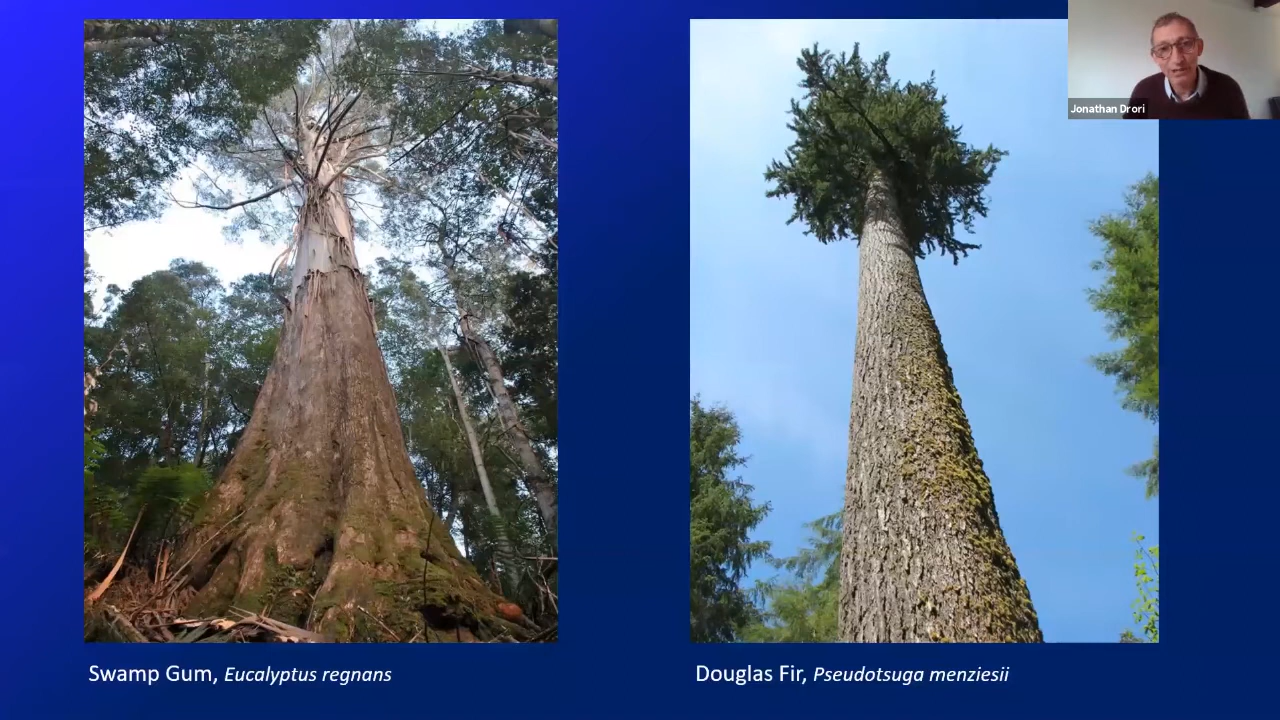 Jonathan Drori
Swamp Gum, Eucalyptus regnans
Douglas Fir, Pseudotsuga menziesii